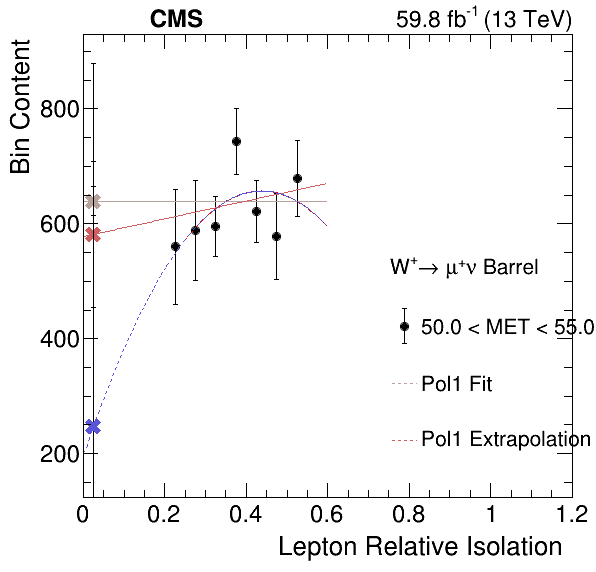 CMS 59.8 fb⁻¹ (13 TeV)
Bin Content
800
600
400
200
W⁺→ μ⁺ν Barrel
50.0 < MET < 55.0
Pol1 Fit
Pol1 Extrapolation
0 0.2 0.4 0.6 0.8 1 1.2
Lepton Relative Isolation